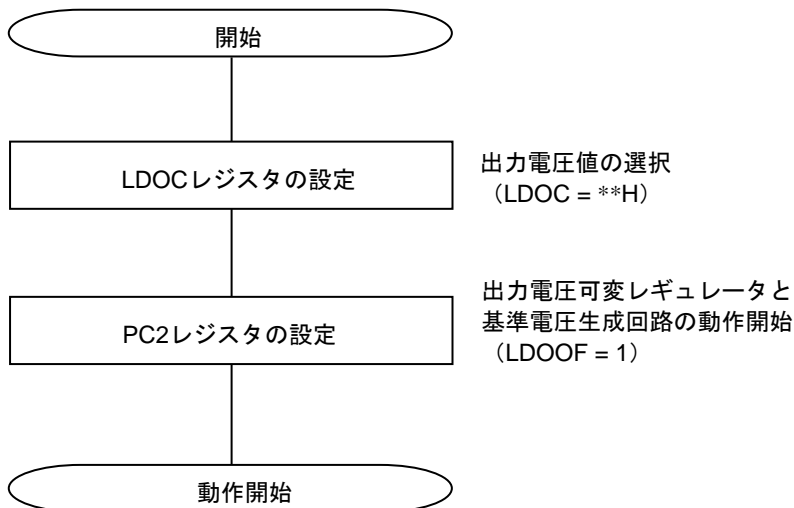 開始
LDOCレジスタの設定
出力電圧値の選択
（LDOC = **H）
PC2レジスタの設定
出力電圧可変レギュレータと
基準電圧生成回路の動作開始
（LDOOF = 1）
動作開始